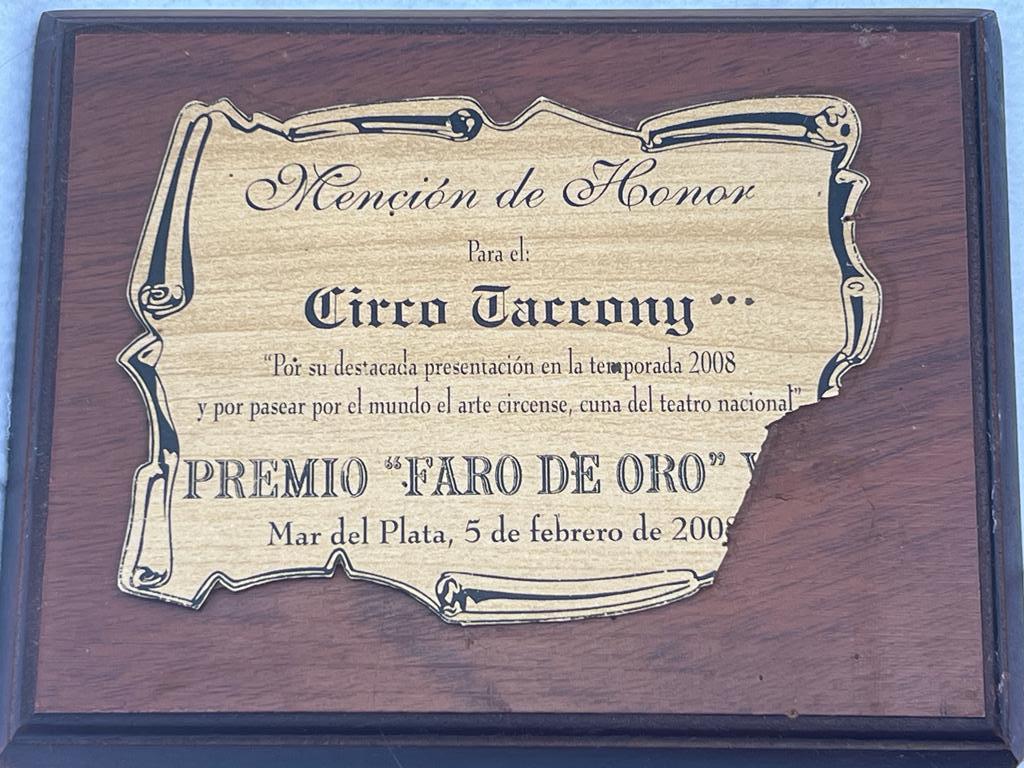 Mención de Honor
Para el:
Circo Taccony ...
"Por su destacada presentación en la temporada 2008
y por pasear por el mundo el arte circense, cuna del teatro nacional"
PREMIO "FARO DE ORO"
Mar del Plata, 5 de febrero de 2008